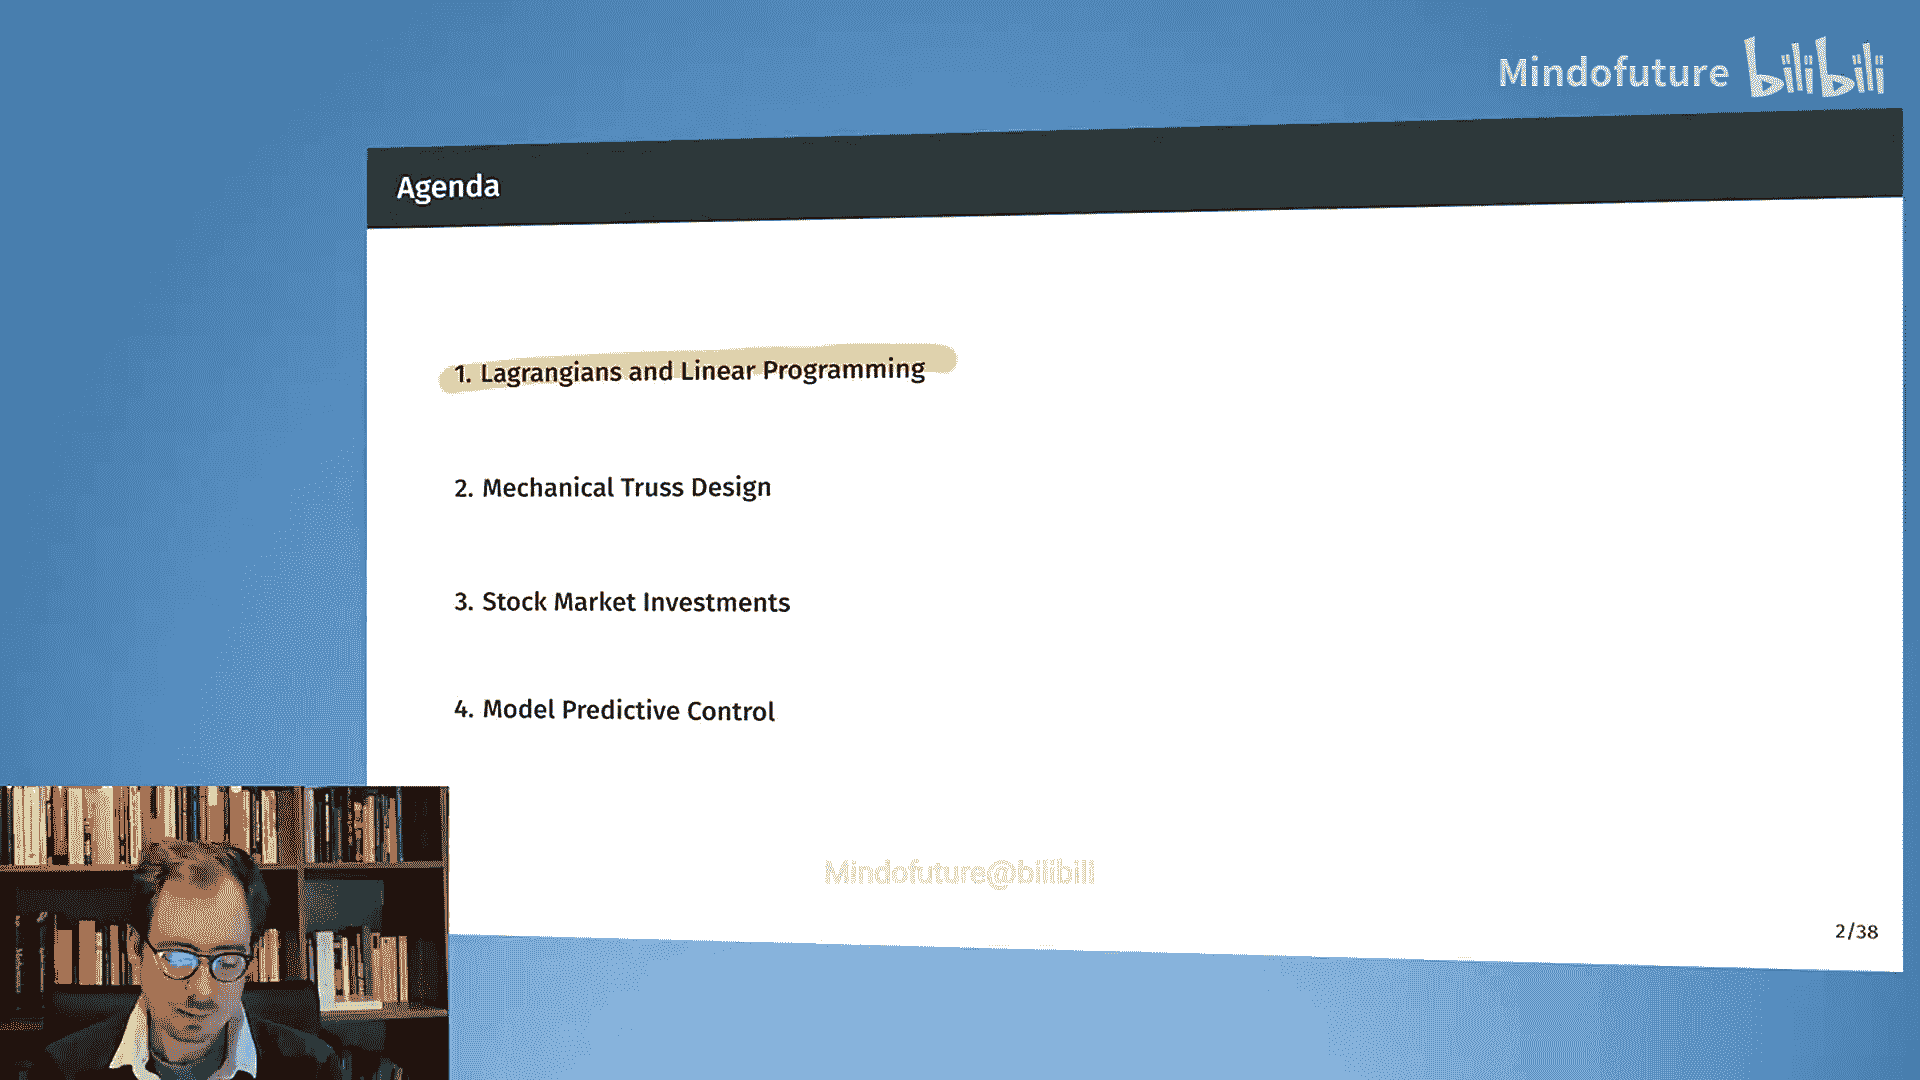 Mindofuture bilibili
Agenda
1. Lagrangians and Linear Programming
2. Mechanical Truss Design
3. Stock Market Investments
4. Model Predictive Control
Mindofuture@bilibili
2/38